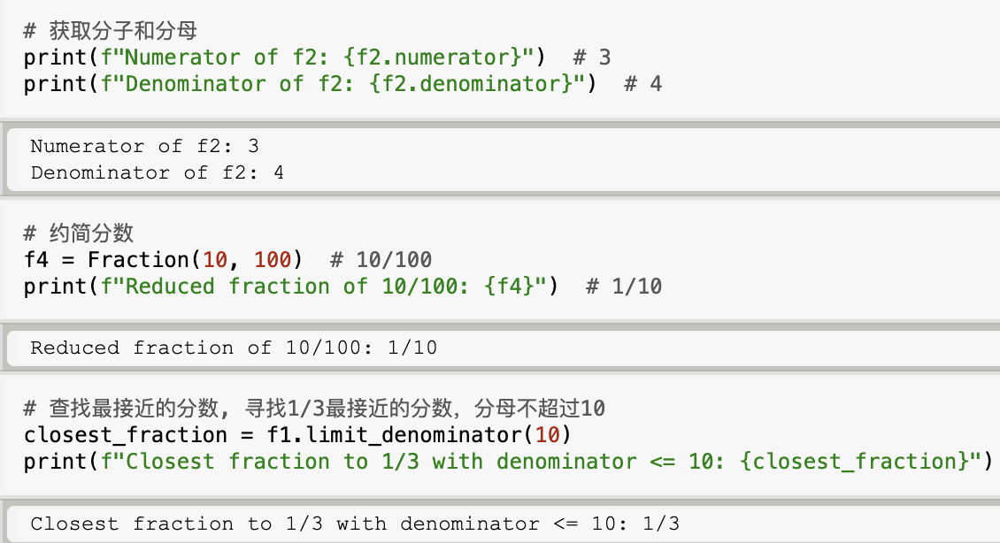 # 获取分子和分母
print(f"Numerator of f2: {f2.numerator}")  # 3
print(f"Denominator of f2: {f2.denominator}")  # 4
Numerator of f2: 3
Denominator of f2: 4
# 约简分数
f4 = Fraction(10, 100)  # 10/100
print(f"Reduced fraction of 10/100: {f4}")  # 1/10
Reduced fraction of 10/100: 1/10
# 查找最接近的分数, 寻找1/3最接近的分数，分母不超过10
closest_fraction = f1.limit_denominator(10)
print(f"Closest fraction to 1/3 with denominator <= 10: {closest_fraction}")
Closest fraction to 1/3 with denominator <= 10: 1/3